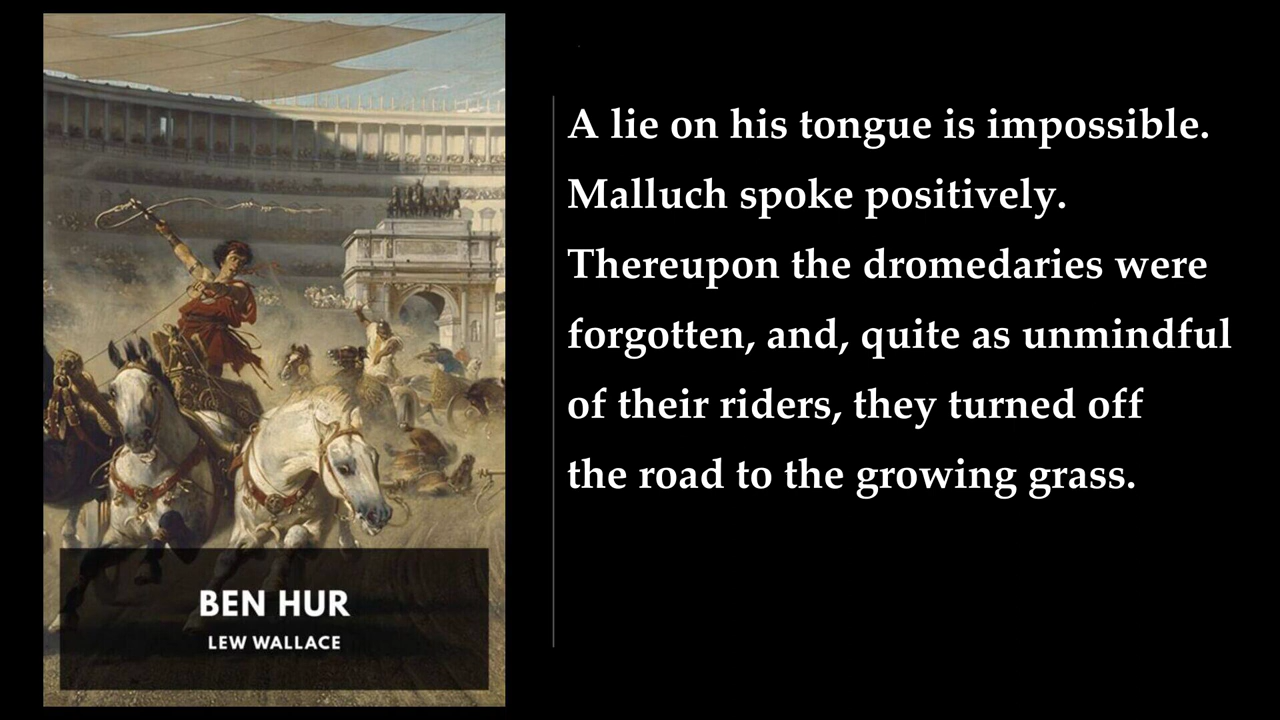 A lie on his tongue is impossible.
Malluch spoke positively.
Thereupon the dromedaries were
forgotten, and, quite as unmindful
of their riders, they turned off
the road to the growing grass.
BEN HUR
LEW WALLACE